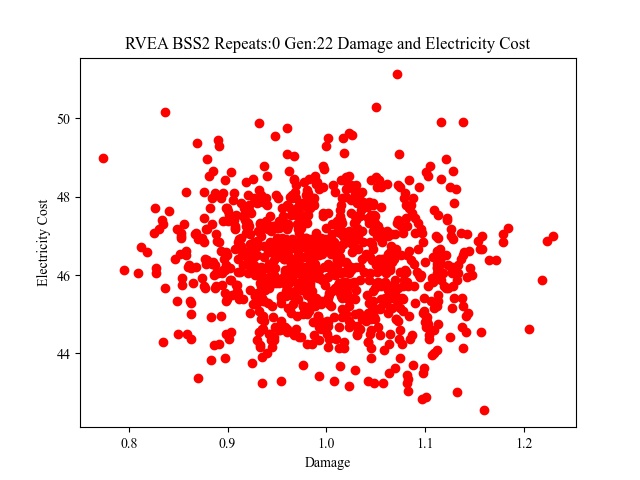 RVEA BSS2 Repeats:0 Gen:22 Damage and Electricity Cost
50
48
46
44
Electricity Cost
0.8 0.9 1.0 1.1 1.2
Damage